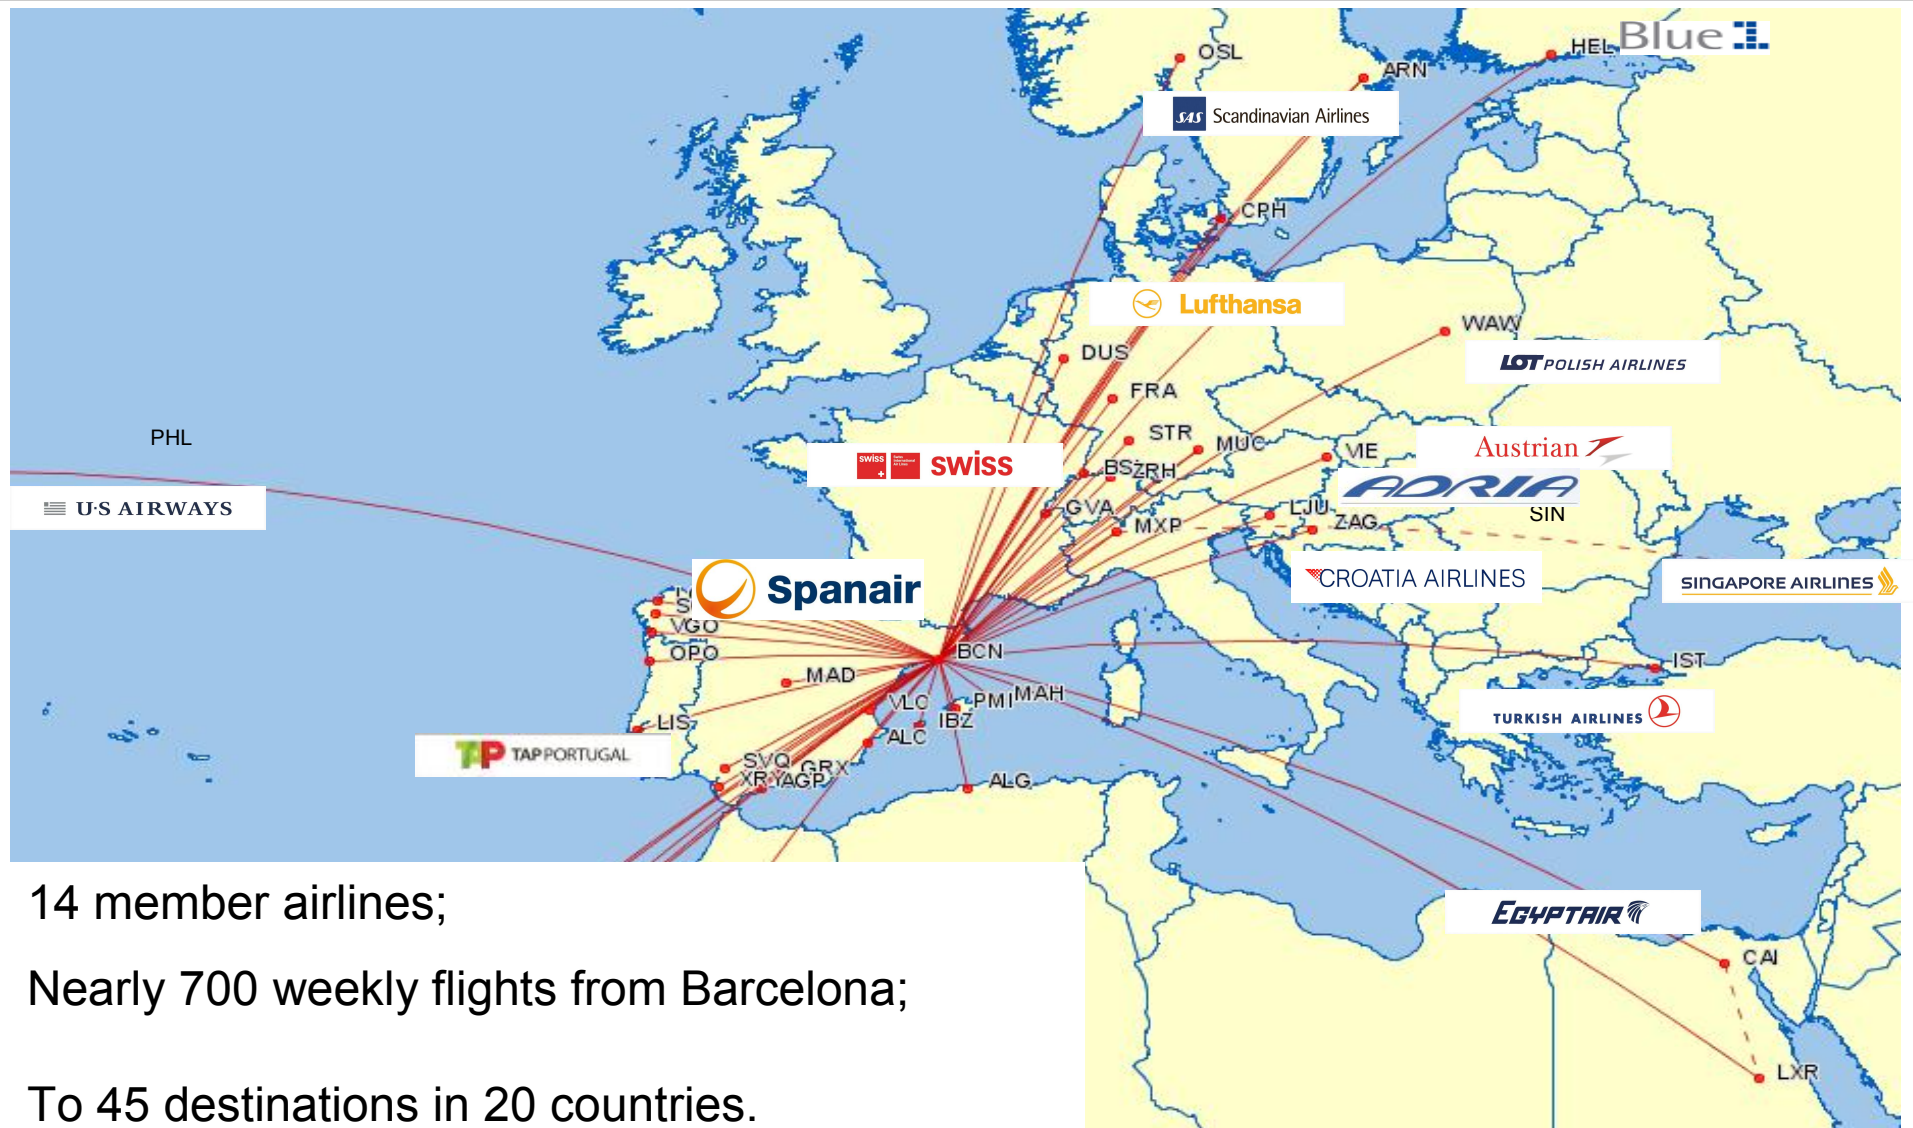 OSL
HEL
Blue1
ARN
SAS Scandinavian Airlines
CPH
Lufthansa
WAW
DUS
LOT POLISH AIRLINES
FRA
STR
MUC
PHL
VIE
Austrian
swiss swiss
ZRH
ADRIA
U·S AIRWAYS
GVA
LJU
SIN
MXP
ZAG
CROATIA AIRLINES
SINGAPORE AIRLINES
Spanair
VGO
OPO
BCN
IST
MAD
VLC
PMI
MAH
IBZ
LIS
TURKISH AIRLINES
ALC
TAP PORTUGAL
SVQ
GRX
XRY
AGP
ALG
EGYPTAIR
14 member airlines;
CAI
Nearly 700 weekly flights from Barcelona;
LXR
To 45 destinations in 20 countries.